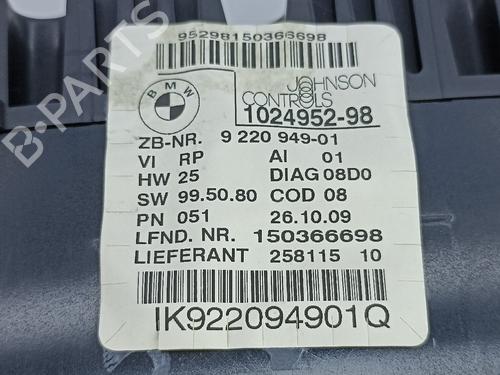 95298150366698
BMW
JOHNSON
CONTROLS
1024952-98
ZB-NR. 9 220 949-01
VI RP AI 01
HW 25 DIAG 08D0
SW 99.50.80 COD 08
PN 051 26.10.09
LFND. NR. 150366698
LIEFERANT 258115 10
IK922094901Q
B-PARTS